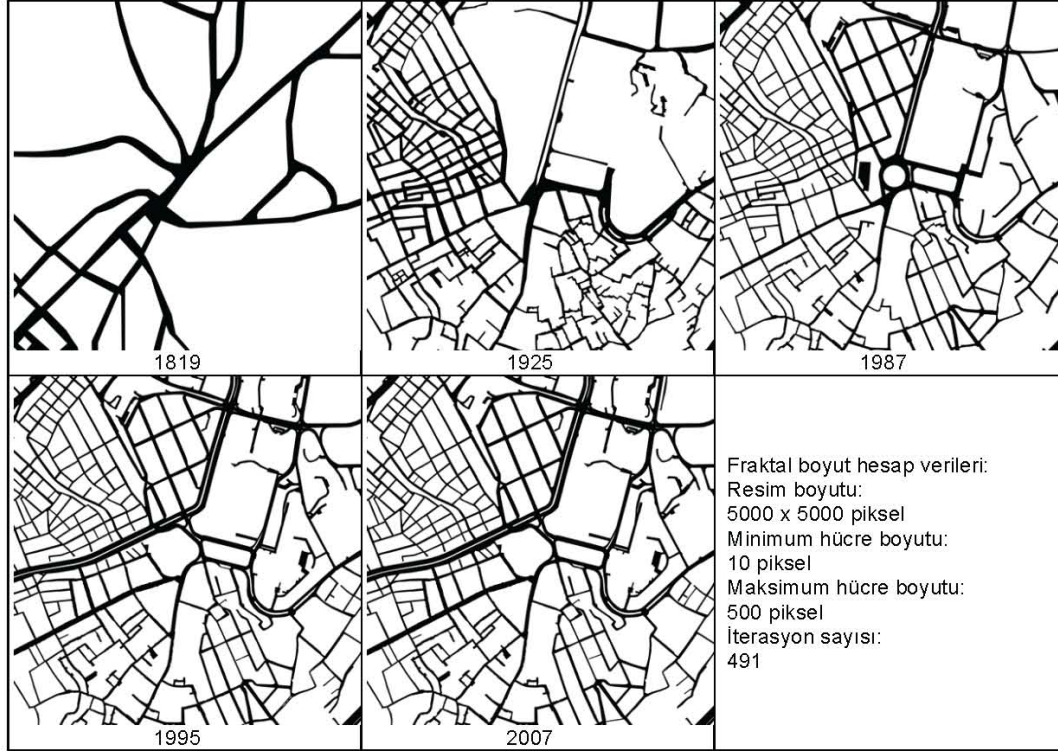 1819
1925
1987
1995
2007
Fraktal boyut hesap verileri:
Resim boyutu:
5000 x 5000 piksel
Minimum hücre boyutu:
10 piksel
Maksimum hücre boyutu:
500 piksel
İterasyon sayısı:
491